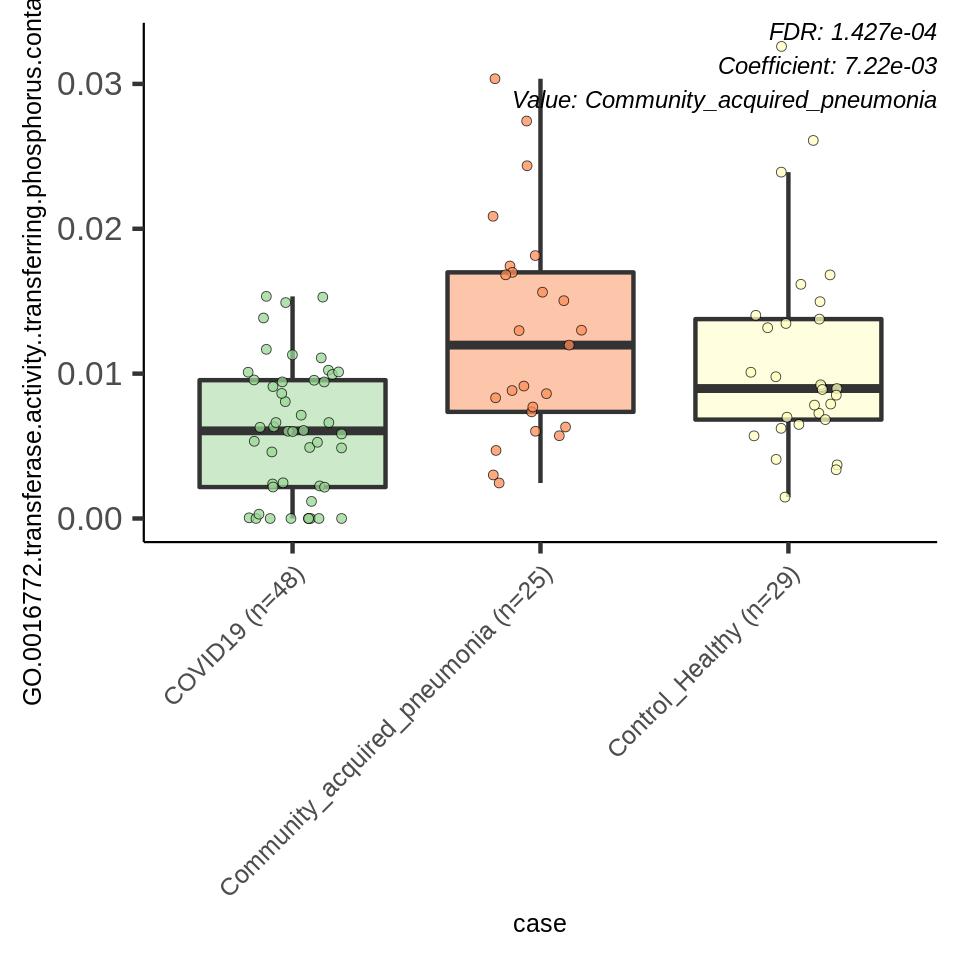 FDR: 1.427e-04
Coefficient: 7.22e-03
Value: Community_acquired_pneumonia
GO.0016772.transferase.activity..transferring.phosphorus.conta
0.03
0.02
0.01
0.00
COVID19 (n=48)
Community_acquired_pneumonia (n=25)
Control_Healthy (n=29)
case